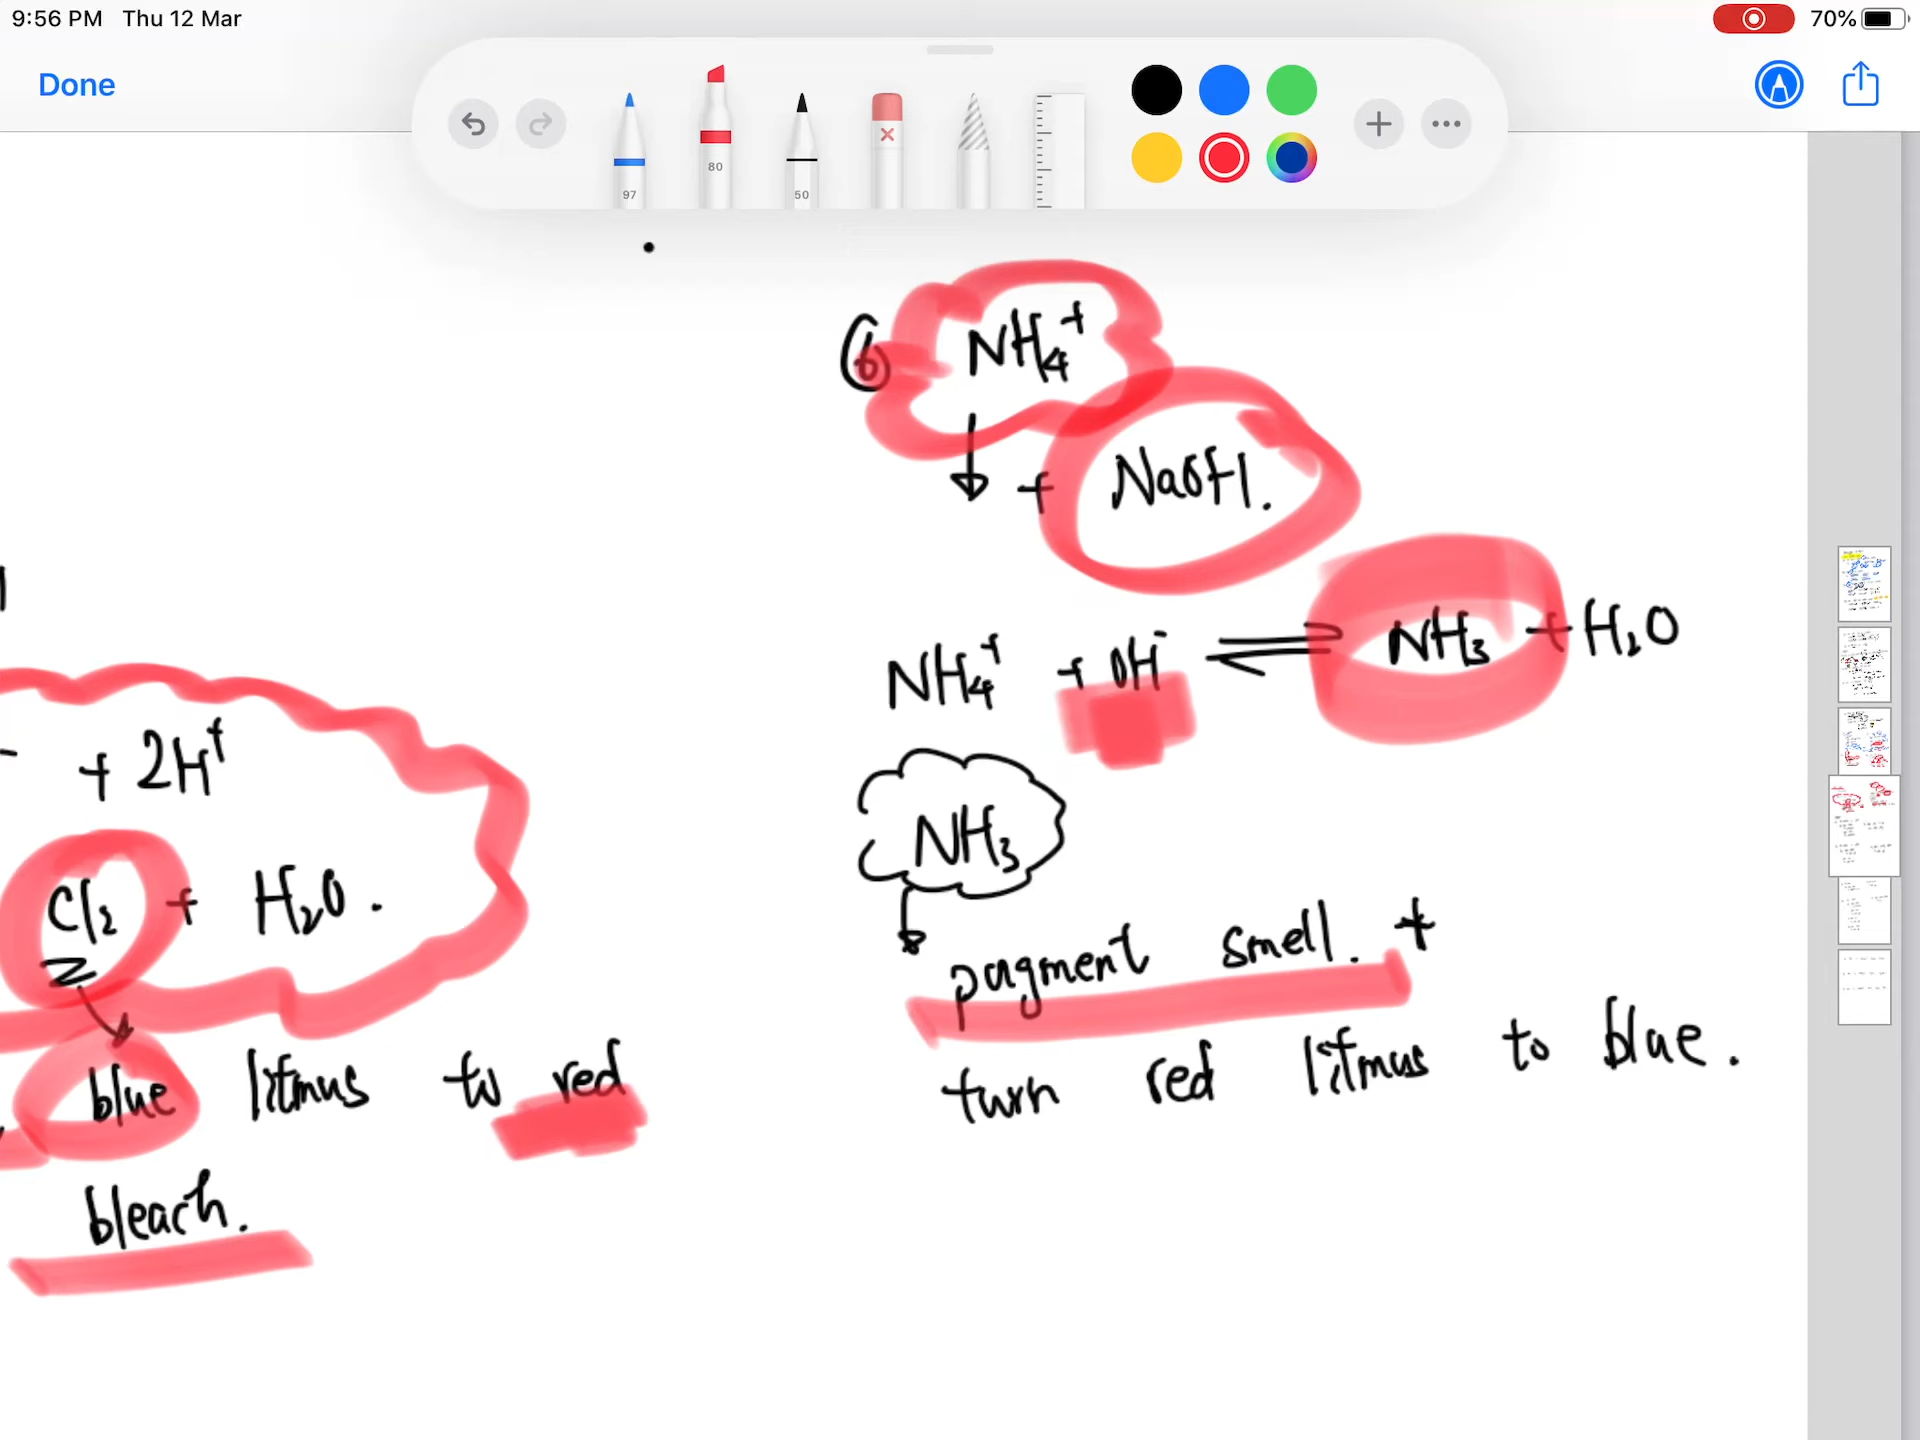 9:56 PM Thu 12 Mar
70%
Done
97
80
50
⑥ NH₄⁺
↓ + NaOH.
NH₄⁺ + OH⁻ ⇌ NH₃ + H₂O
NH₃
pugment smell. +
turn red litmus to blue.
+ 2H⁺
Cl₂ + H₂O.
blue litmus to red
bleach.